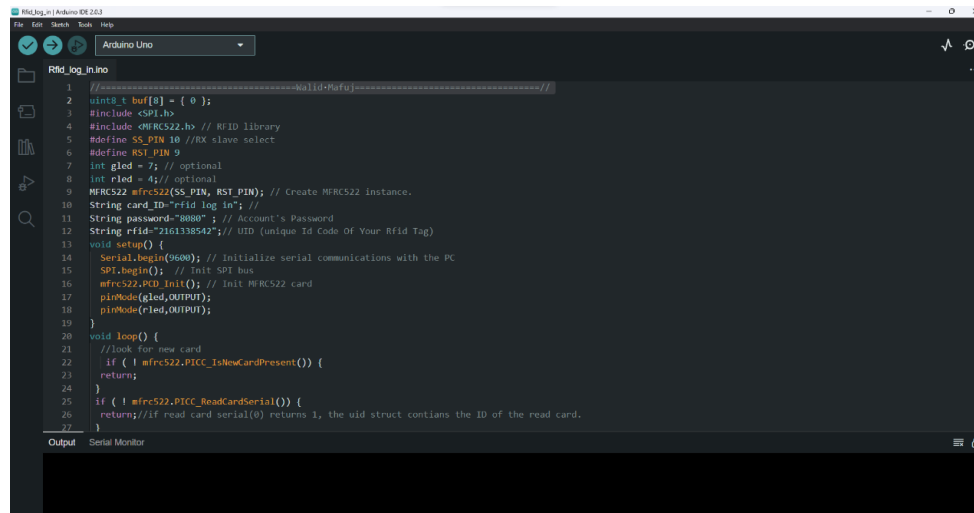 Rfid_log_in | Arduino IDE 2.0.3
File Edit Sketch Tools Help
Arduino Uno
Rfid_log_in.ino
1 //=====================================Walid·Mafuj===================================//
2 uint8_t buf[8] = { 0 };
3 #include <SPI.h>
4 #include <MFRC522.h> // RFID library
5 #define SS_PIN 10 //RX slave select
6 #define RST_PIN 9
7 int gled = 7; // optional
8 int rled = 4;// optional
9 MFRC522 mfrc522(SS_PIN, RST_PIN); // Create MFRC522 instance.
10 String card_ID="rfid log in"; //
11 String password="8080" ; // Account's Password
12 String rfid="2161338542";// UID (unique Id Code Of Your Rfid Tag)
13 void setup() {
14 Serial.begin(9600); // Initialize serial communications with the PC
15 SPI.begin(); // Init SPI bus
16 mfrc522.PCD_Init(); // Init MFRC522 card
17 pinMode(gled,OUTPUT);
18 pinMode(rled,OUTPUT);
19 }
20 void loop() {
21 //look for new card
22 if ( ! mfrc522.PICC_IsNewCardPresent()) {
23 return;
24 }
25 if ( ! mfrc522.PICC_ReadCardSerial()) {
26 return;//if read card serial(0) returns 1, the uid struct contians the ID of the read card.
27 }
Output Serial Monitor